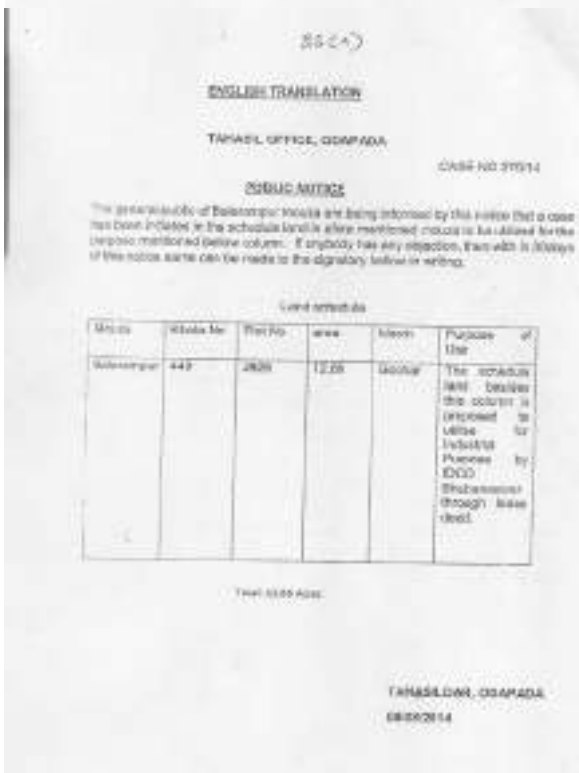 ENGLISH TRANSLATION
TAHASIL OFFICE, ODAPADA
CASE NO
PUBLIC NOTICE
The general public of Balarampur mouza are being informed by this notice that a case
has been initiated in the schedule land in afore mentioned mouza to be utilized for the
purpose mentioned below column. If anybody has any objection, then with in 30days
of this notice same can be made to the signatory below in writing.
Land schedule
Mouza Khata No Plot No area kisam Purpose of Use
Balarampur 443 Gochar The schedule
land besides
this column is
proposed to
utilise for
Industrial
Purpose by
IDCO
Bhubaneswar
through lease
deed.
Total Acres
TAHASILDAR, ODAPADA